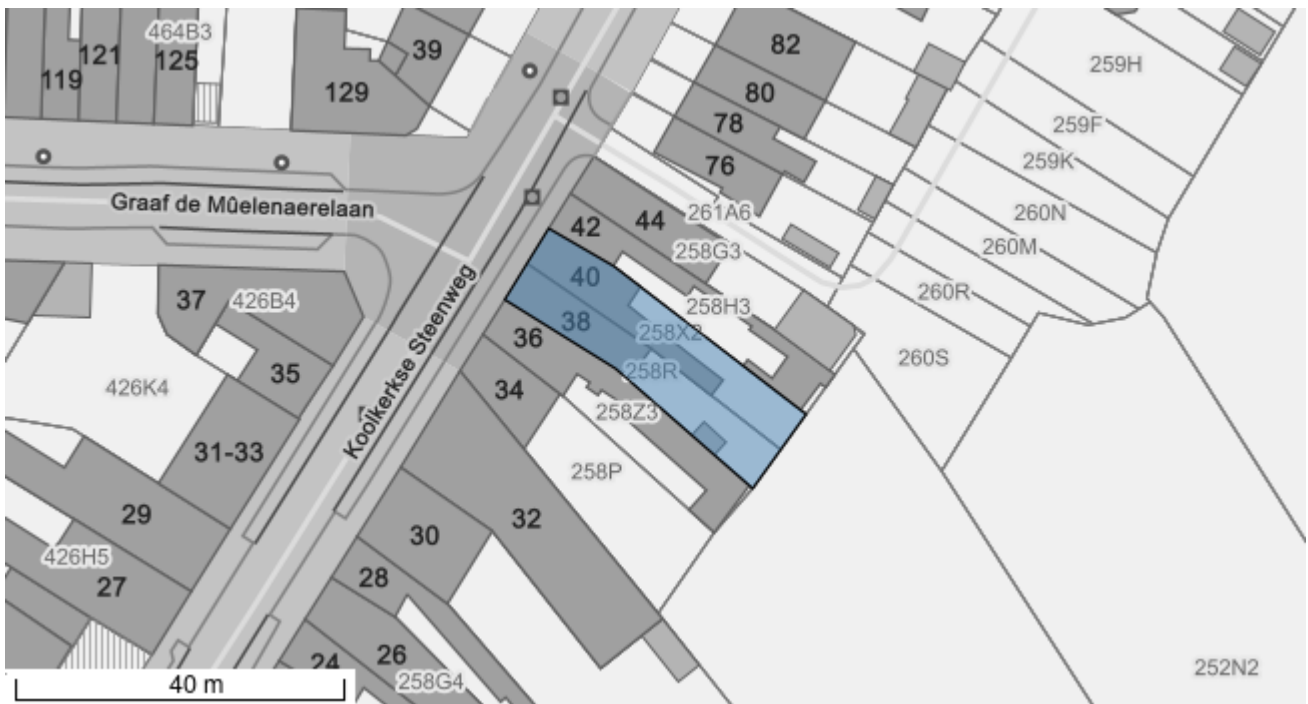 464B3
121
125
119
39
129
82
80
78
76
259H
259F
259K
260N
260M
260R
260S
261A6
Graaf de Mûelenaerelaan
44
42
258G3
40
258H3
38
258X2
36
258R
34
258Z3
37
426B4
35
426K4
31-33
Koolkerkse Steenweg
258P
29
32
30
426H5
27
28
26
24
258G4
252N2
40 m